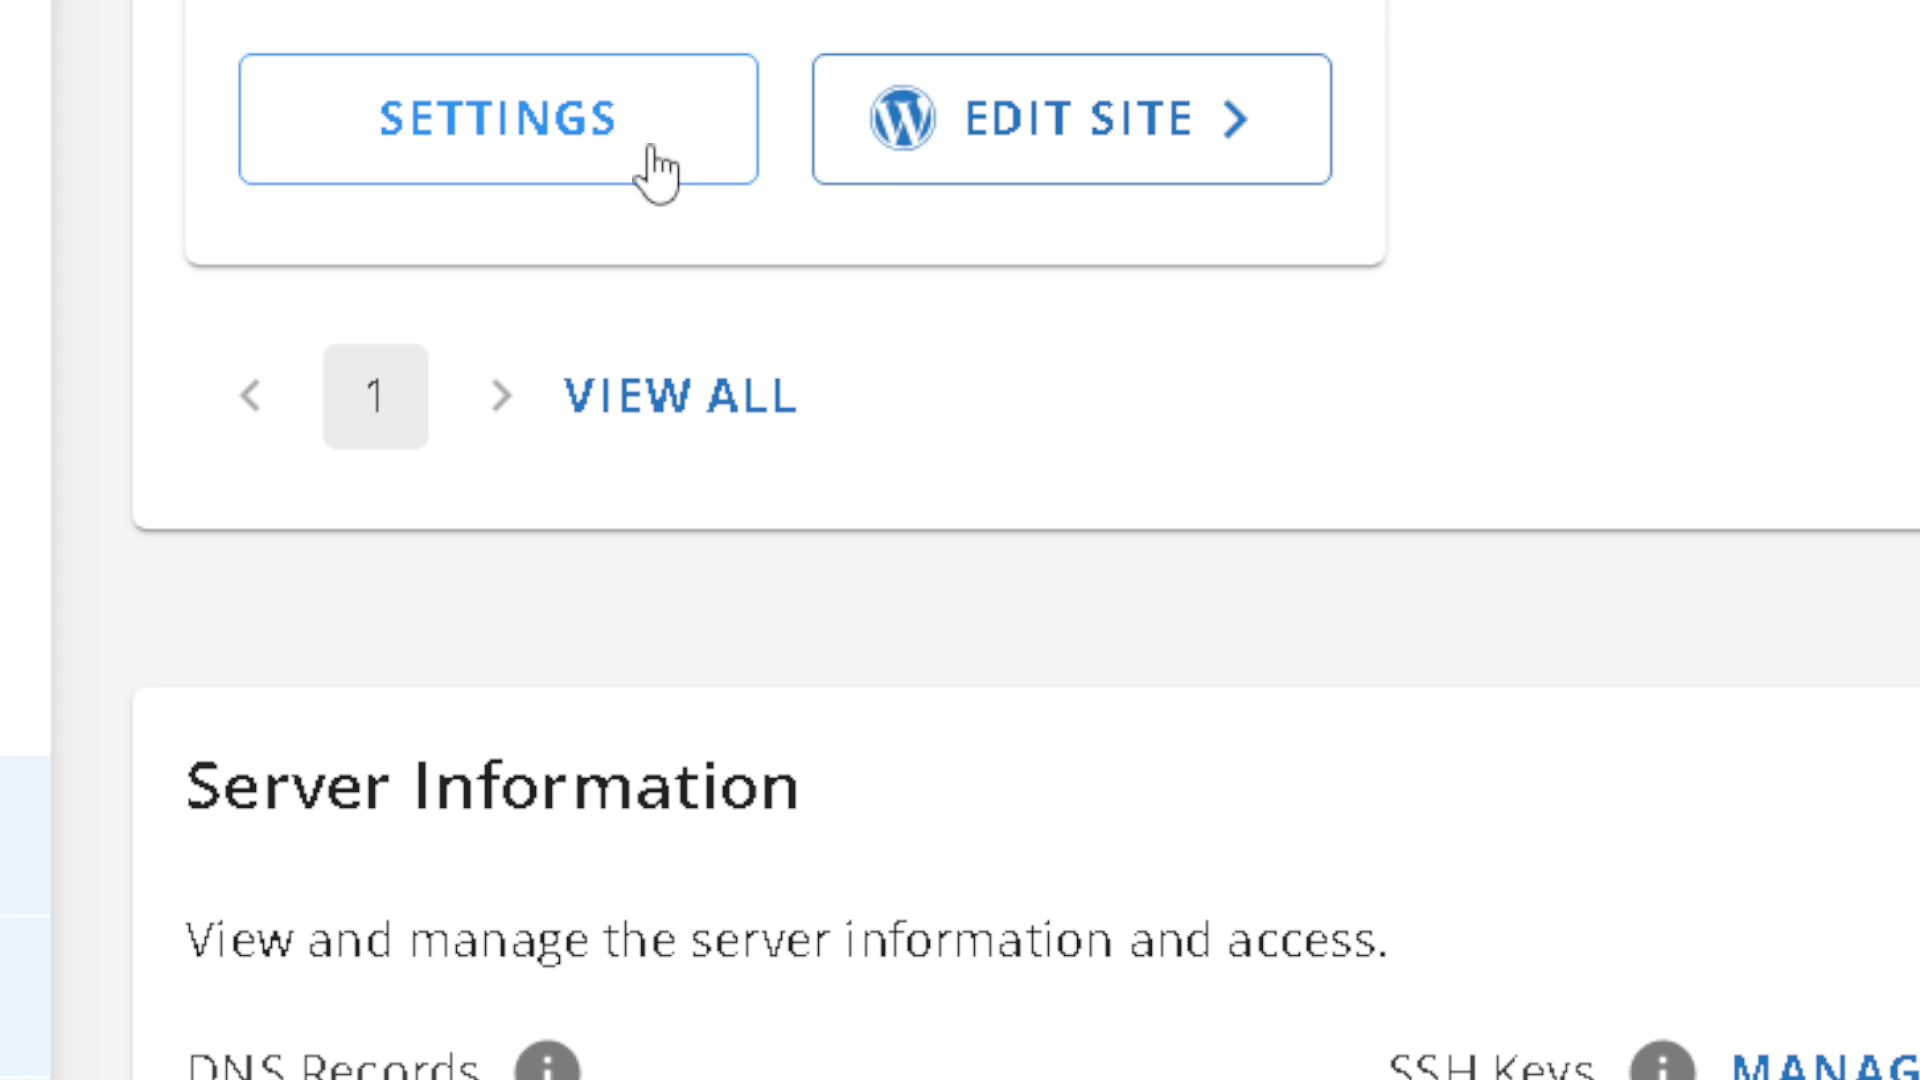 SETTINGS
EDIT SITE
1
VIEW ALL
Server Information
View and manage the server information and access.
DNS Records
SSH Keys
MANAG